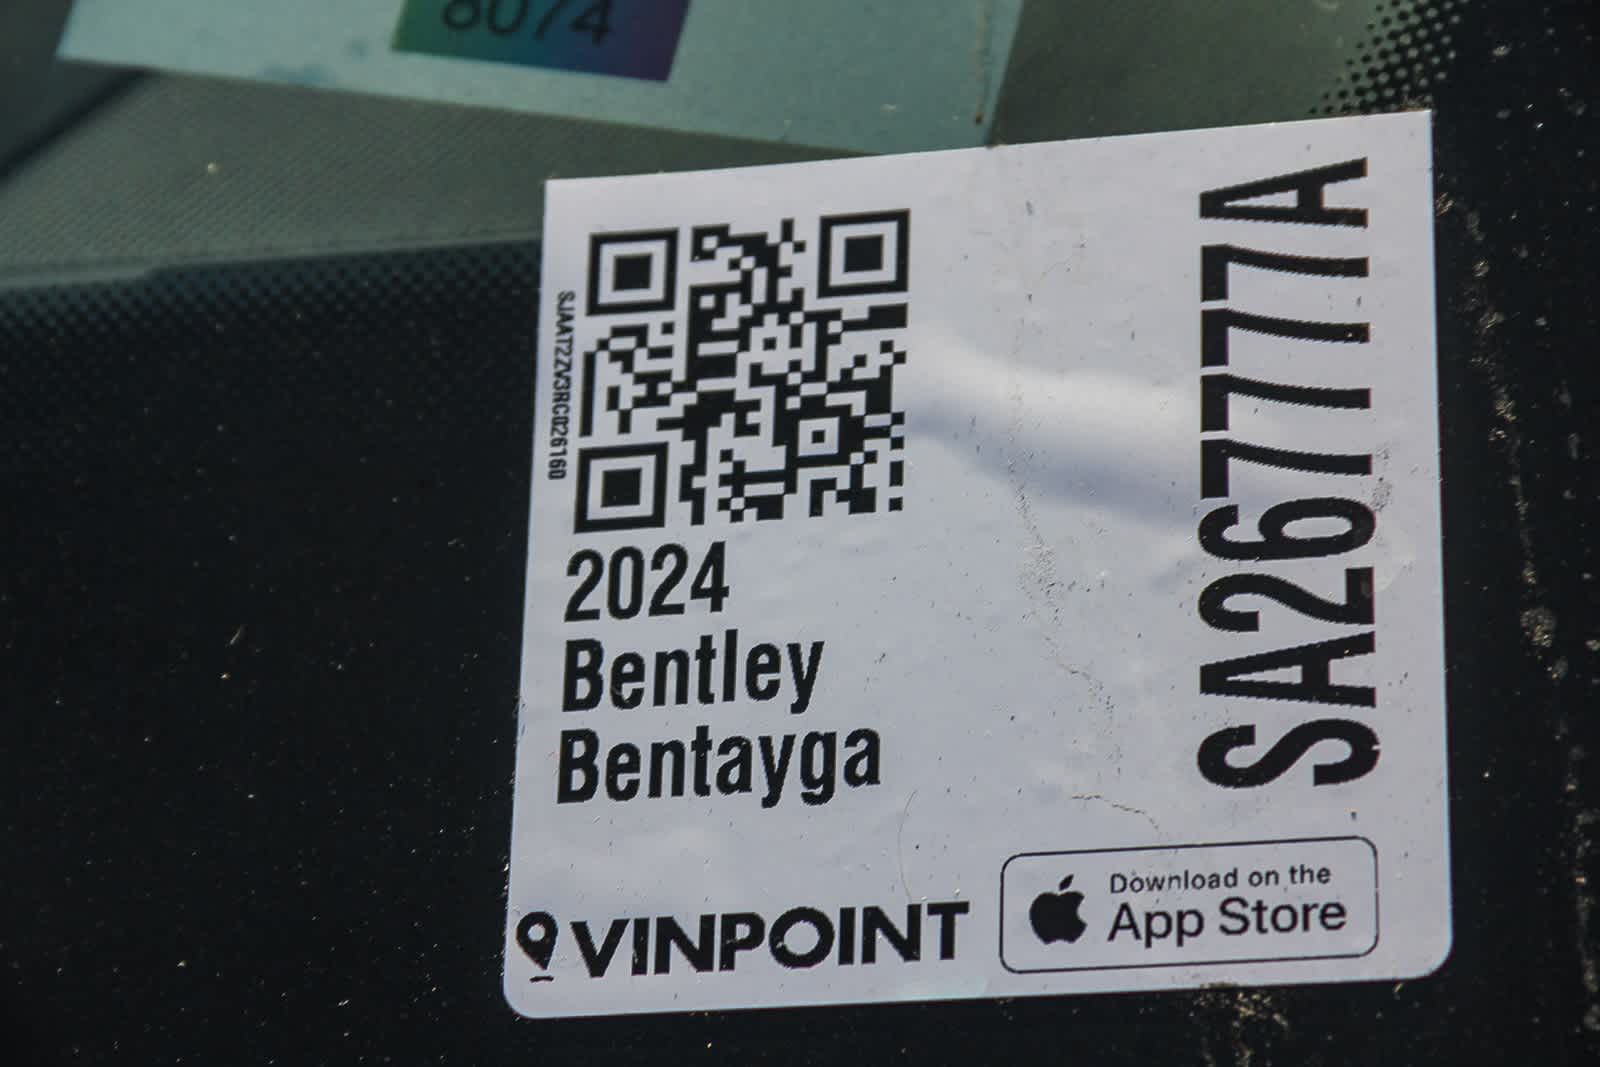 8074
SJAAT2ZV3RC026160
2024
Bentley
Bentayga
SA267777A
VINPOINT
Download on the
App Store